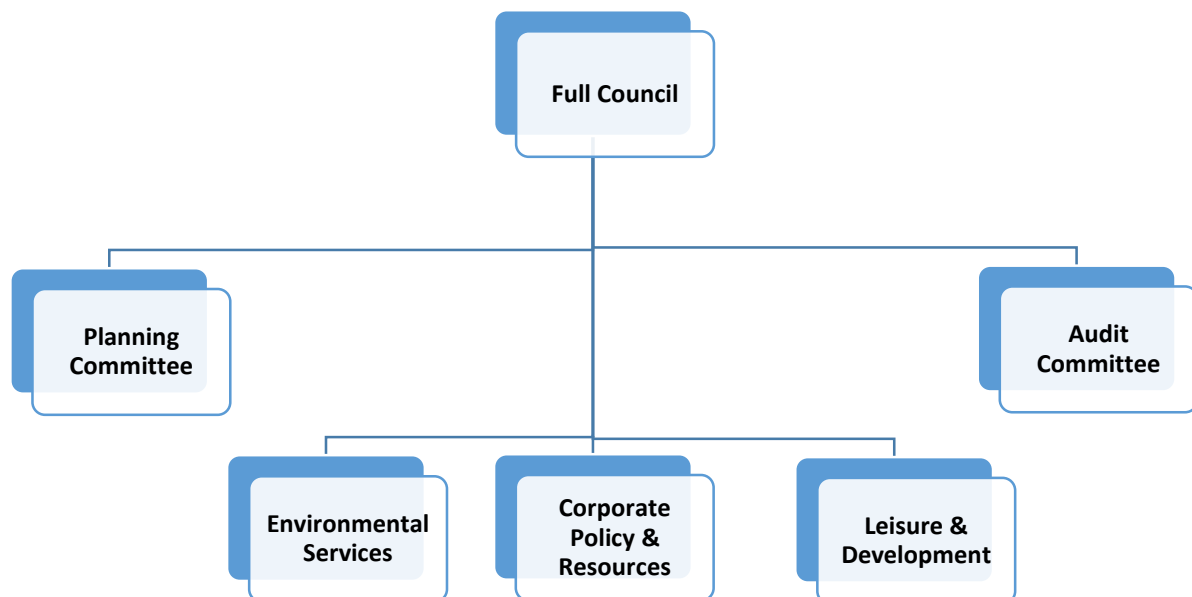 Full Council
Planning
Committee
Audit
Committee
Environmental
Services
Corporate
Policy &
Resources
Leisure &
Development